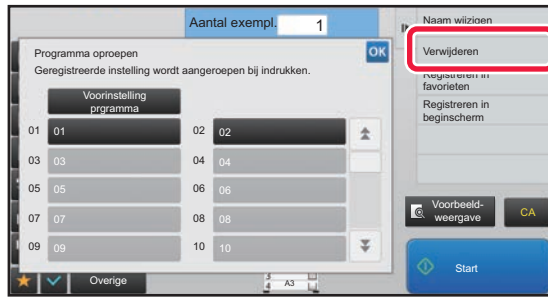 Aantal exempl. 1
Naam wijzigen
Verwijderen
Registreren in
favorieten
Registreren in
beginscherm
Programma oproepen
OK
Geregistreerde instelling wordt aangeroepen bij indrukken.
Voorinstelling
prgramma
01 01
02 02
03 03
04 04
05 05
06 06
07 07
08 08
09 09
10 10
Voorbeeld-
weergave
CA
Start
Overige
3
4 A3